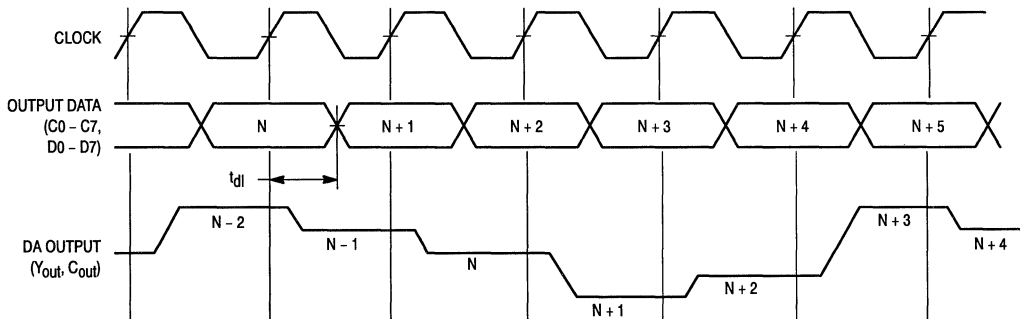 CLOCK
OUTPUT DATA
(C0 – C7,
D0 – D7)
N
N + 1
N + 2
N + 3
N + 4
N + 5
tdl
DA OUTPUT
(Yout, Cout)
N – 2
N – 1
N
N + 1
N + 2
N + 3
N + 4